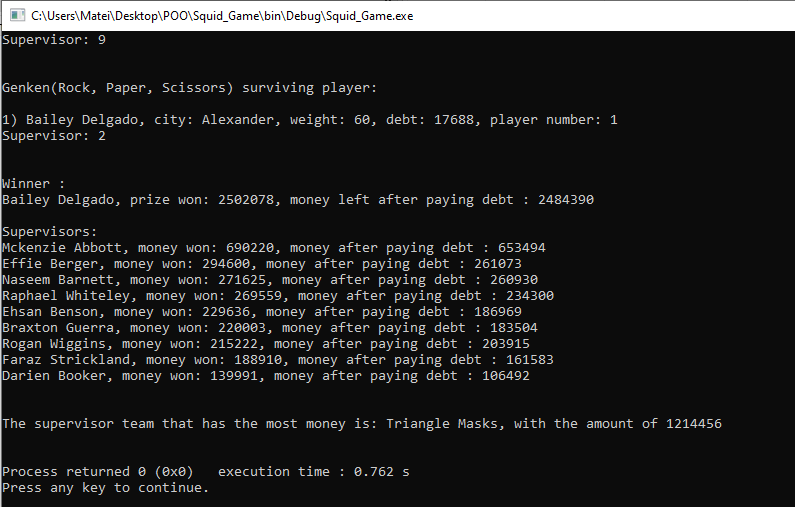 C:\Users\Matei\Desktop\POO\Squid_Game\bin\Debug\Squid_Game.exe
Supervisor: 9
Genken(Rock, Paper, Scissors) surviving player:
1) Bailey Delgado, city: Alexander, weight: 60, debt: 17688, player number: 1
Supervisor: 2
Winner :
Bailey Delgado, prize won: 2502078, money left after paying debt : 2484390
Supervisors:
Mckenzie Abbott, money won: 690220, money after paying debt : 653494
Effie Berger, money won: 294600, money after paying debt : 261073
Naseem Barnett, money won: 271625, money after paying debt : 260930
Raphael Whiteley, money won: 269559, money after paying debt : 234300
Ehsan Benson, money won: 229636, money after paying debt : 186969
Braxton Guerra, money won: 220003, money after paying debt : 183504
Rogan Wiggins, money won: 215222, money after paying debt : 203915
Faraz Strickland, money won: 188910, money after paying debt : 161583
Darien Booker, money won: 139991, money after paying debt : 106492
The supervisor team that has the most money is: Triangle Masks, with the amount of 1214456
Process returned 0 (0x0)   execution time : 0.762 s
Press any key to continue.